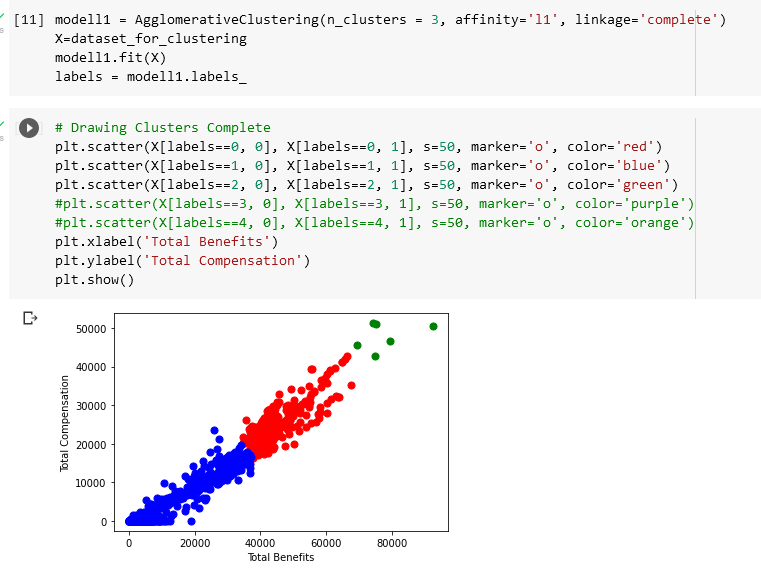 [11] modell1 = AgglomerativeClustering(n_clusters = 3, affinity='l1', linkage='complete')
X=dataset_for_clustering
modell1.fit(X)
labels = modell1.labels_
# Drawing Clusters Complete
plt.scatter(X[labels==0, 0], X[labels==0, 1], s=50, marker='o', color='red')
plt.scatter(X[labels==1, 0], X[labels==1, 1], s=50, marker='o', color='blue')
plt.scatter(X[labels==2, 0], X[labels==2, 1], s=50, marker='o', color='green')
#plt.scatter(X[labels==3, 0], X[labels==3, 1], s=50, marker='o', color='purple')
#plt.scatter(X[labels==4, 0], X[labels==4, 1], s=50, marker='o', color='orange')
plt.xlabel('Total Benefits')
plt.ylabel('Total Compensation')
plt.show()
50000
40000
30000
20000
10000
0
Total Compensation
0 20000 40000 60000 80000
Total Benefits